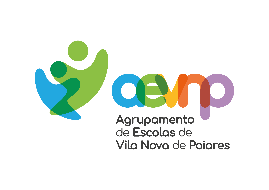 aevnp
Agrupamento
de Escolas de
Vila Nova de Poiares